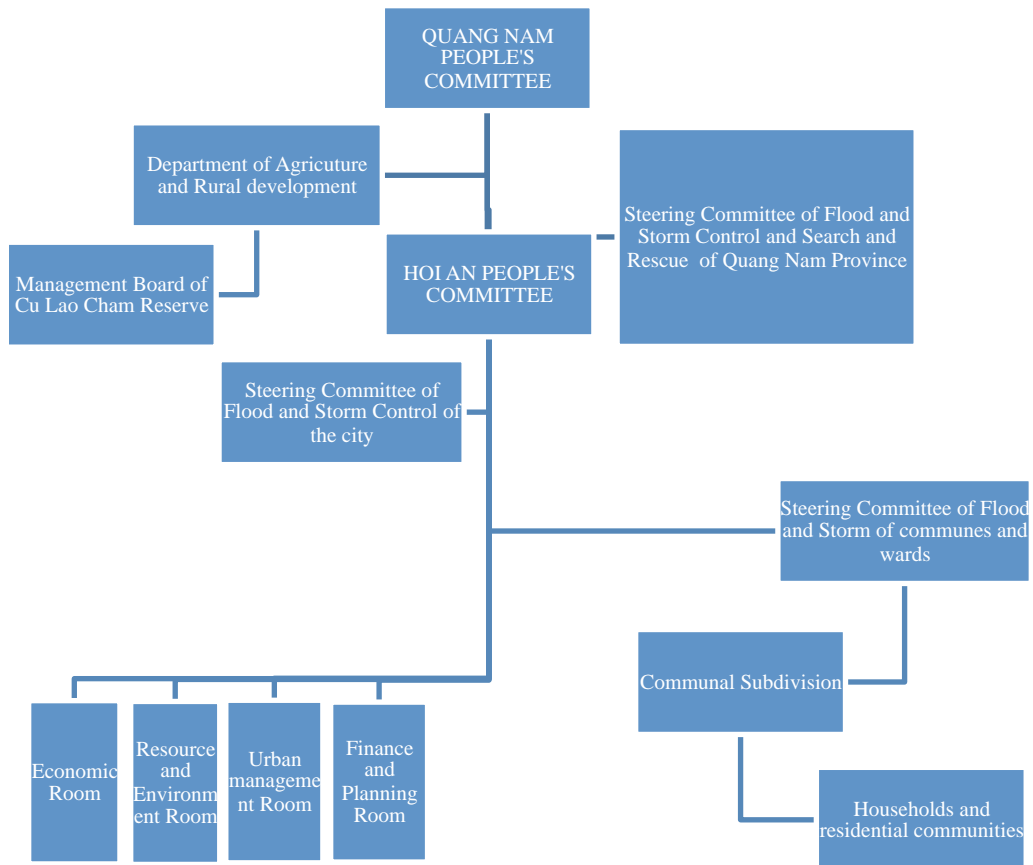 QUANG NAM
PEOPLE'S
COMMITTEE
Department of Agricuture
and Rural development
Steering Committee of Flood and
Storm Control and Search and
Rescue of Quang Nam Province
Management Board of
Cu Lao Cham Reserve
HOI AN PEOPLE'S
COMMITTEE
Steering Committee of
Flood and Storm Control of
the city
Steering Committee of Flood
and Storm of communes and
wards
Communal Subdivision
Economic
Room
Resource
and
Environm
ent Room
Urban
manageme
nt Room
Finance
and
Planning
Room
Households and
residential communities